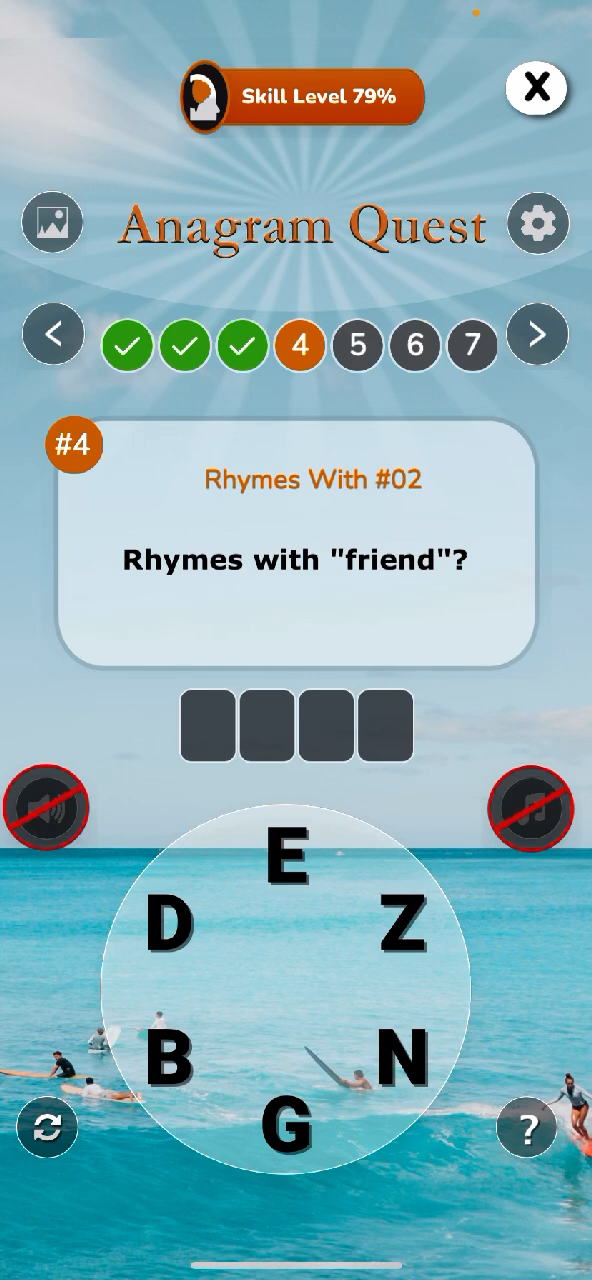 Skill Level 79%
X
Anagram Quest
< 4 5 6 7 >
#4
Rhymes With #02
Rhymes with "friend"?
E
D Z
B N
G
?